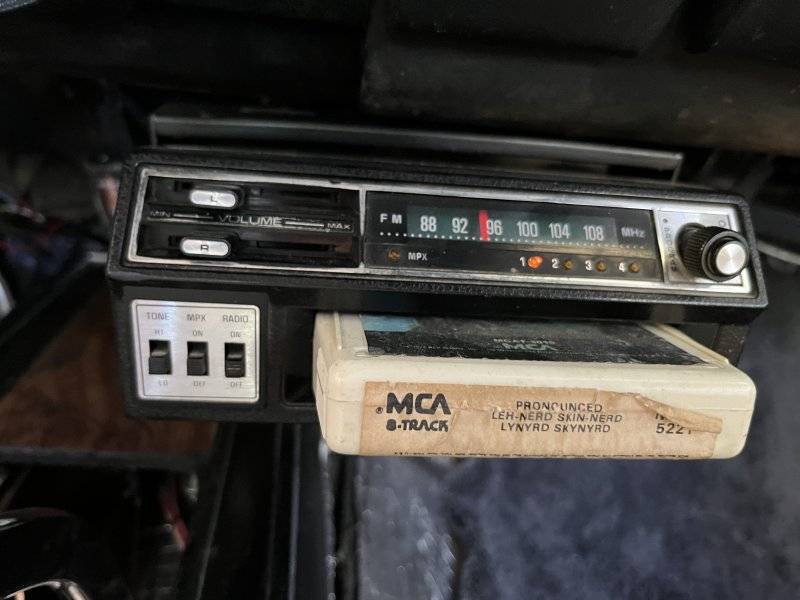 L
MIN VOLUME MAX
R
FM 88 92 96 100 104 108 MHz
MPX 1 2 3 4
TONE MPX RADIO
HI ON ON
LO OFF OFF
MCA
® MCA
8-TRACK
PRONOUNCED
LEH-NERD SKIN-NERD
LYNYRD SKYNYRD
5221